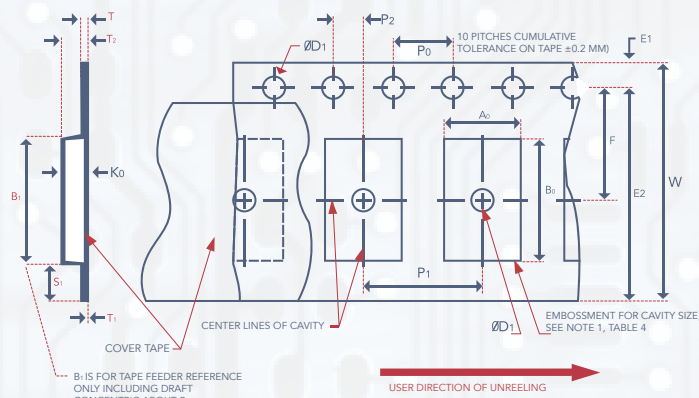 T
T2
P2
ØD1
P0
10 PITCHES CUMULATIVE
TOLERANCE ON TAPE ±0.2 MM)
E1
A0
K0
B1
B0
F
E2
W
S1
P1
T1
CENTER LINES OF CAVITY
ØD1
EMBOSSMENT FOR CAVITY SIZE
SEE NOTE 1, TABLE 4
COVER TAPE
B1 IS FOR TAPE FEEDER REFERENCE
ONLY INCLUDING DRAFT
USER DIRECTION OF UNREELING